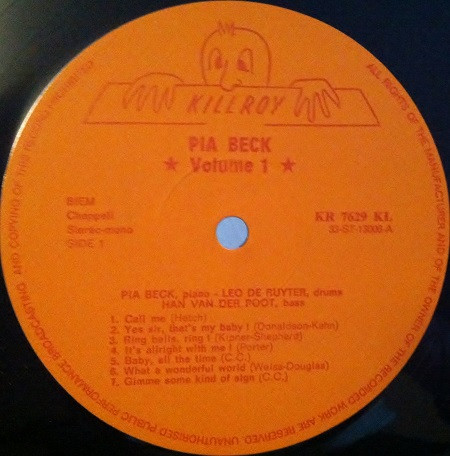 KILLROY
PIA BECK
★ Volume 1 ★
BIEM
Chappell
Stereo-mono
SIDE 1
KR 7629 KL
33-ST-13008-A
PIA BECK, piano - LEO DE RUYTER, drums
HAN VAN DER POOT, bass
1. Call me (Hatch)
2. Yes sir, that's my baby ! (Donaldson-Kahn)
3. Ring bells, ring ! (Kipner-Shepherd)
4. It's allright with me ! (Porter)
5. Baby, all the time (C.C.)
6. What a wonderful world (Weiss-Douglas)
7. Gimme some kind of sign (C.C.)
ALL RIGHTS OF THE MANUFACTURER AND OF THE OWNER OF THE RECORDED WORK ARE RESERVED. UNAUTHORISED PUBLIC PERFORMANCE BROADCASTING AND COPYING OF THIS RECORD PROHIBITED